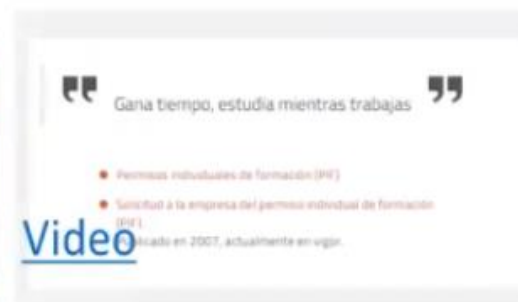 Gana tiempo, estudia mientras trabajas
Permisos individuales de formación (PIF)
Solicitud a la empresa del permiso individual de formación
(PIF).
Publicado en 2007, actualmente en vigor.
Video